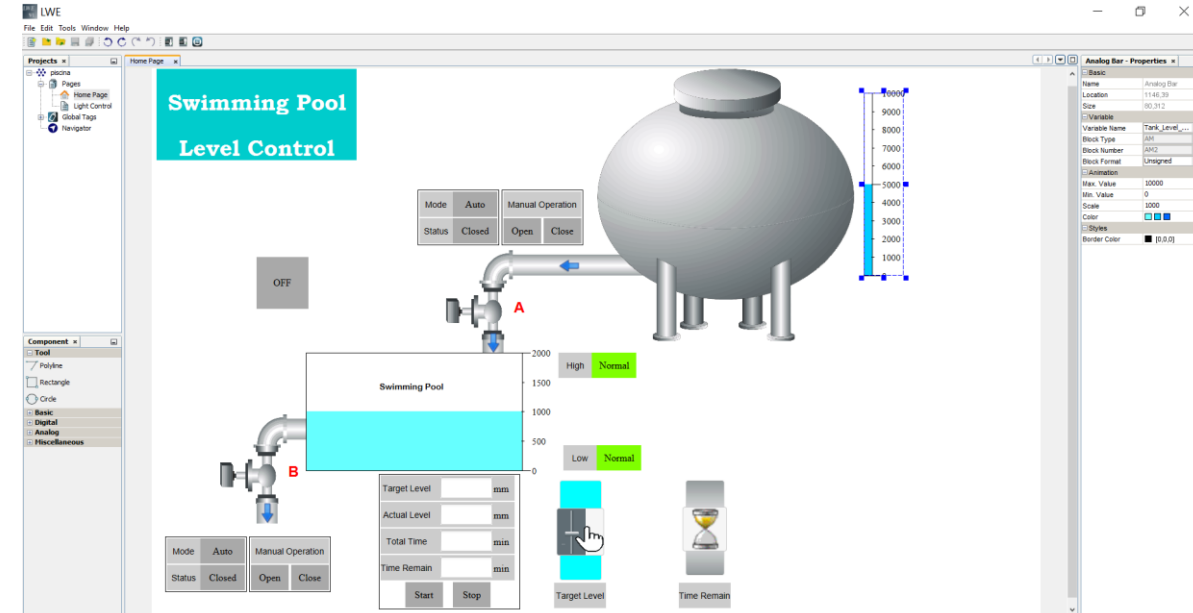 LWE
File Edit Tools Window Help
Projects
piscina
Pages
Home Page
Light Control
Global Tags
Navigator
Component
Tool
Polyline
Rectangle
Circle
Basic
Digital
Analog
Miscellaneous
Home Page
Swimming Pool
Level Control
Mode Auto Manual Operation
Status Closed Open Close
OFF
A
10000
9000
8000
7000
6000
5000
4000
3000
2000
1000
Swimming Pool
2000
1500
1000
500
0
High Normal
Low Normal
B
Mode Auto Manual Operation
Status Closed Open Close
Target Level mm
Actual Level mm
Total Time min
Time Remain min
Start Stop
Target Level
Time Remain
Analog Bar - Properties
Basic
Name Analog Bar
Location 1146,39
Size 80,312
Variable
Variable Name Tank_Level_...
Block Type AM
Block Number AM2
Block Format Unsigned
Animation
Max. Value 10000
Min. Value 0
Scale 1000
Color
Styles
Border Color [0,0,0]